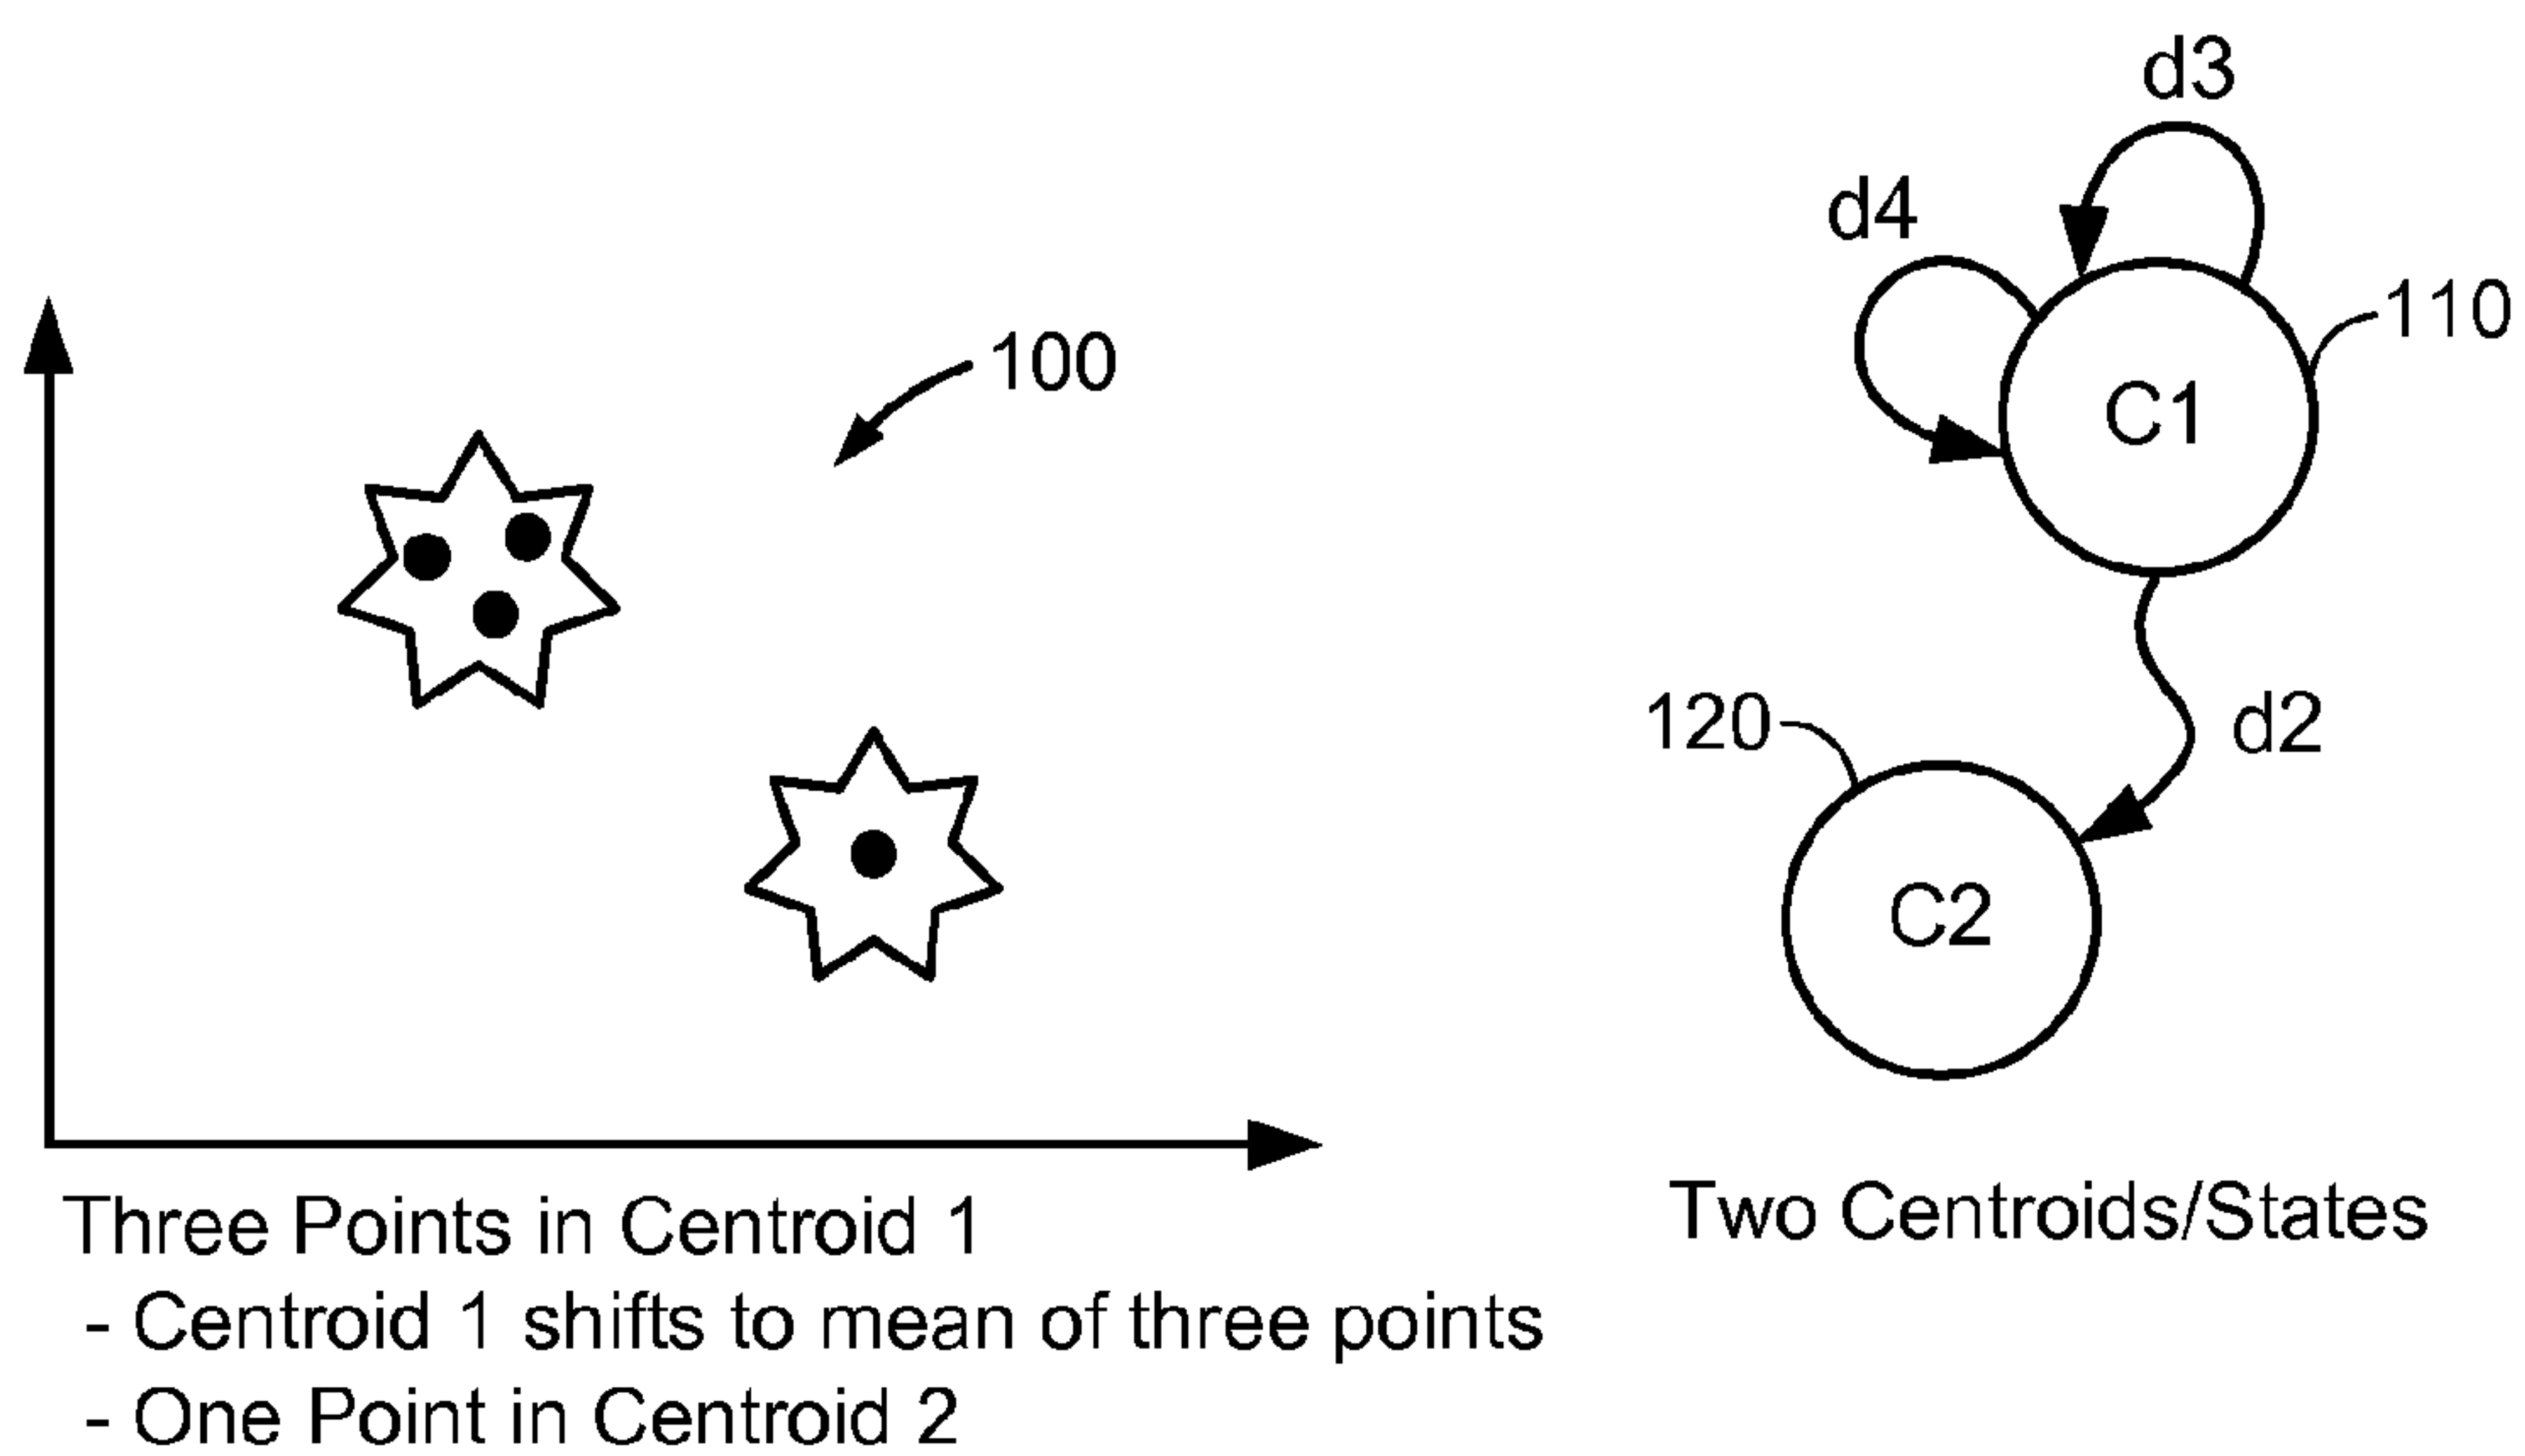 d3
d4
100
110
C1
120
d2
C2
Three Points in Centroid 1
- Centroid 1 shifts to mean of three points
- One Point in Centroid 2
Two Centroids/States